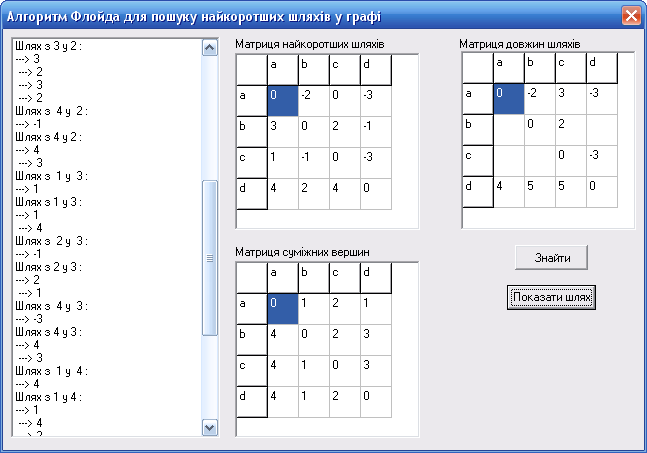 Алгоритм Флойда для пошуку найкоротших шляхів у графі
Шлях з 3 у 2 :
---> 3
---> 2
---> 3
---> 2
Шлях з 4 у 2 :
---> -1
Шлях з 4 у 2 :
---> 4
---> 3
Шлях з 1 у 3 :
---> 1
Шлях з 1 у 3 :
---> 1
---> 4
Шлях з 2 у 3 :
---> -1
Шлях з 2 у 3 :
---> 2
---> 1
Шлях з 4 у 3 :
---> -3
Шлях з 4 у 3 :
---> 4
---> 3
Шлях з 1 у 4 :
---> 4
Шлях з 1 у 4 :
---> 1
---> 4
---> 2
Матриця найкоротших шляхів
a b c d
a 0 -2 0 -3
b 3 0 2 -1
c 1 -1 0 -3
d 4 2 4 0
Матриця суміжних вершин
a b c d
a 0 1 2 1
b 4 0 2 3
c 4 1 0 3
d 4 1 2 0
Матриця довжин шляхів
a b c d
a 0 -2 3 -3
b 0 2
c 0 -3
d 4 5 5 0
Знайти
Показати шлях